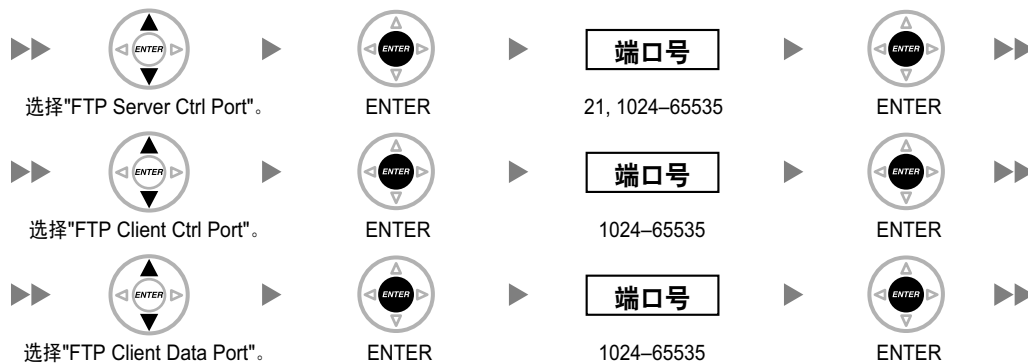 ENTER ENTER 端口号 ENTER
选择"FTP Server Ctrl Port"。 ENTER 21, 1024–65535 ENTER
ENTER ENTER 端口号 ENTER
选择"FTP Client Ctrl Port"。 ENTER 1024–65535 ENTER
ENTER ENTER 端口号 ENTER
选择"FTP Client Data Port"。 ENTER 1024–65535 ENTER